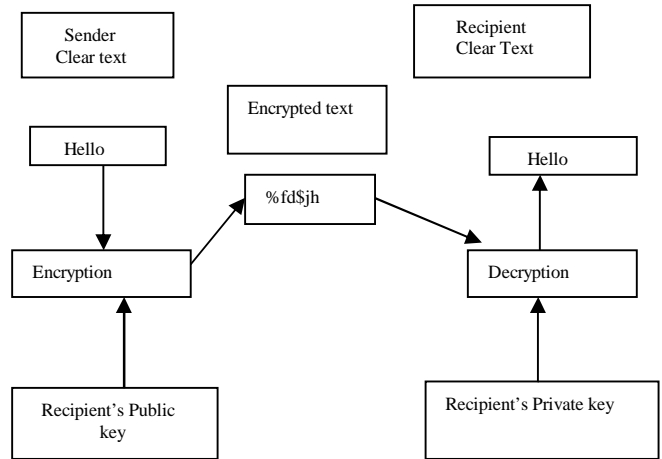 Sender
Clear text
Recipient
Clear Text
Encrypted text
Hello
Hello
%fd$jh
Encryption
Decryption
Recipient's Public
key
Recipient's Private key